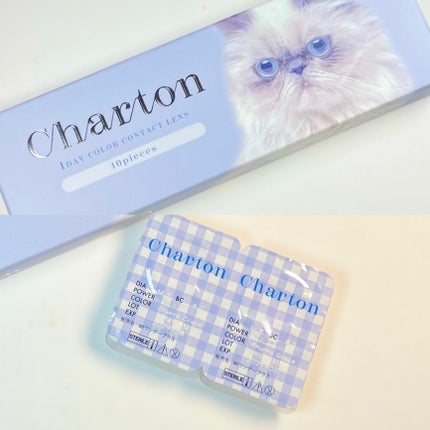 Charton
1DAY COLOR CONTACT LENS
10pieces
Charton
DIA BC
POWER
COLOR
LOT
EXP
STERILE
Charton
DIA BC
POWER
COLOR
LOT
EXP
STERILE